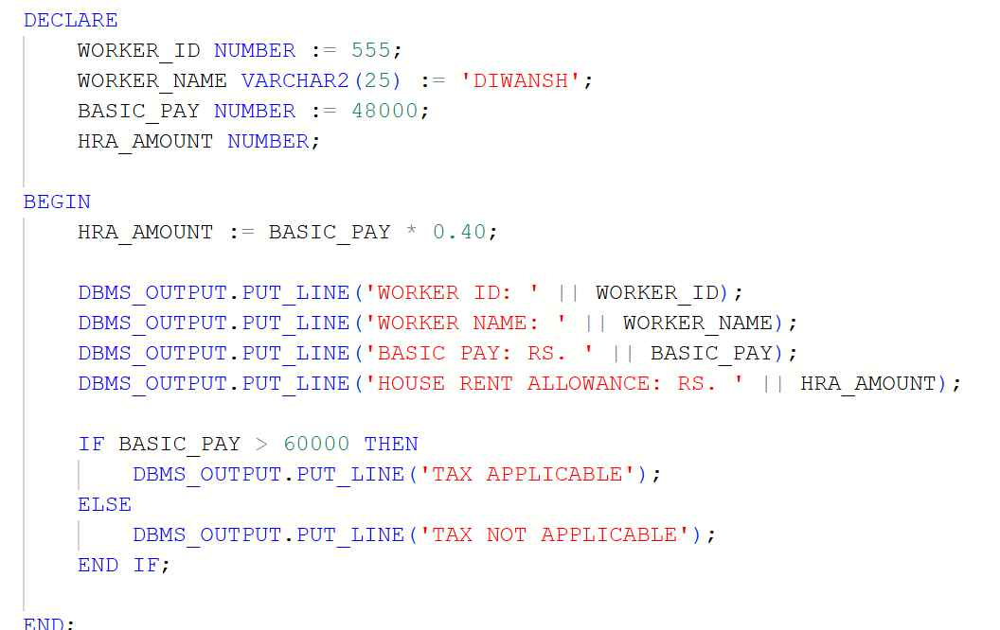 DECLARE
    WORKER_ID NUMBER := 555;
    WORKER_NAME VARCHAR2(25) := 'DIWANSH';
    BASIC_PAY NUMBER := 48000;
    HRA_AMOUNT NUMBER;

BEGIN
    HRA_AMOUNT := BASIC_PAY * 0.40;

    DBMS_OUTPUT.PUT_LINE('WORKER ID: ' || WORKER_ID);
    DBMS_OUTPUT.PUT_LINE('WORKER NAME: ' || WORKER_NAME);
    DBMS_OUTPUT.PUT_LINE('BASIC PAY: RS. ' || BASIC_PAY);
    DBMS_OUTPUT.PUT_LINE('HOUSE RENT ALLOWANCE: RS. ' || HRA_AMOUNT);

    IF BASIC_PAY > 60000 THEN
        DBMS_OUTPUT.PUT_LINE('TAX APPLICABLE');
    ELSE
        DBMS_OUTPUT.PUT_LINE('TAX NOT APPLICABLE');
    END IF;

END;